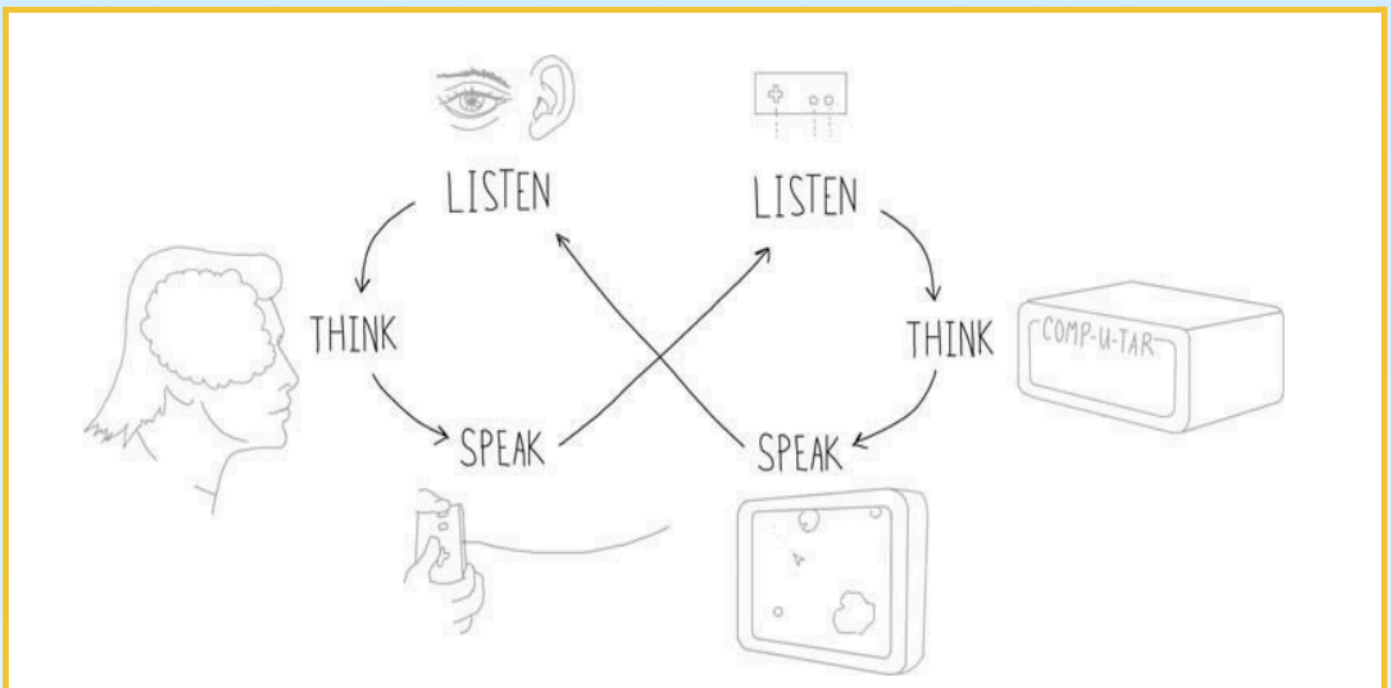 LISTEN
LISTEN
THINK
THINK
COMP-U-TAR
SPEAK
SPEAK